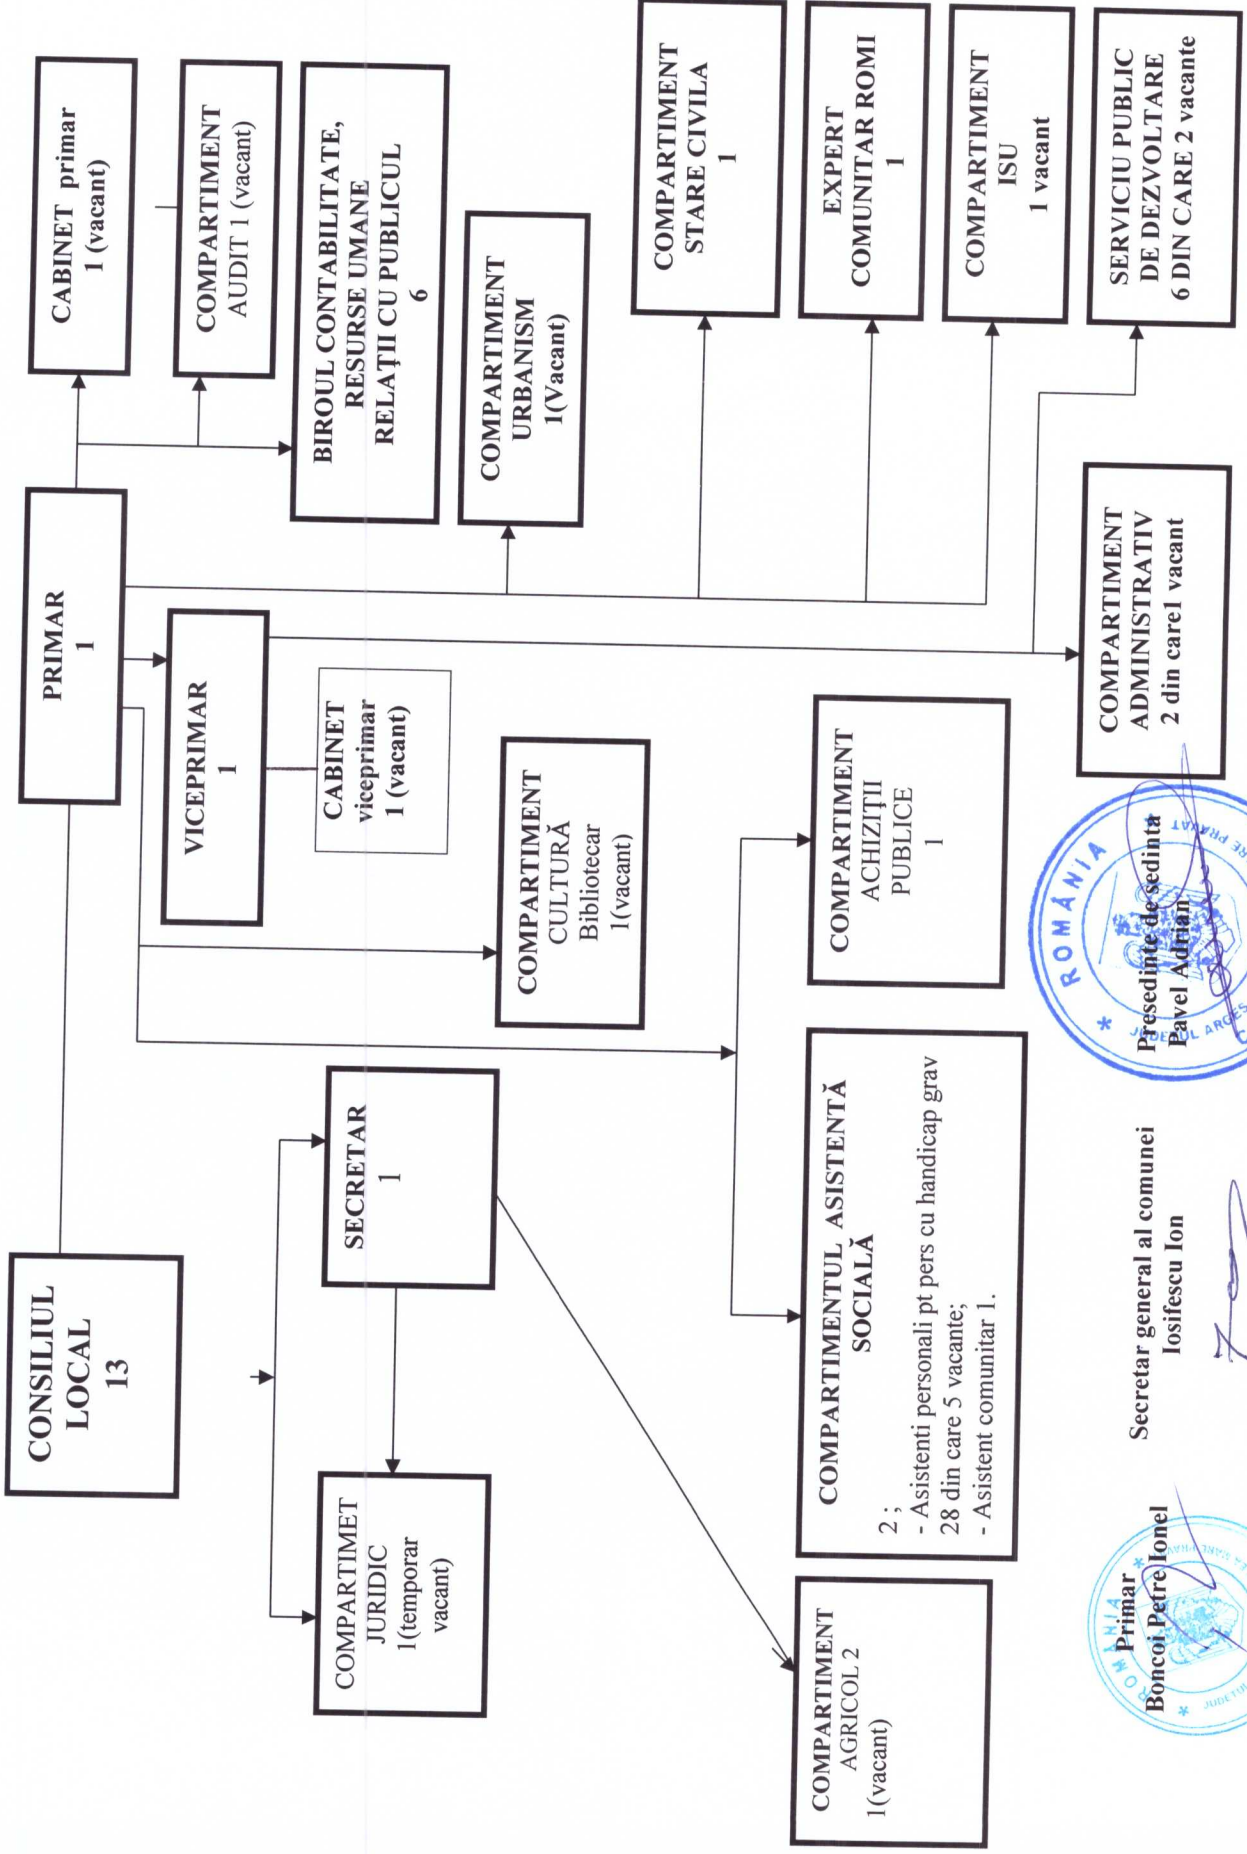 CONSILIUL
LOCAL
13
PRIMAR
1
CABINET primar
1 (vacant)
COMPARTIMENT
AUDIT 1 (vacant)
VICEPRIMAR
1
BIROUL CONTABILITATE,
RESURSE UMANE
RELAȚII CU PUBLICUL
6
CABINET
viceprimar
1 (vacant)
COMPARTIMET
JURIDIC
1(temporar
vacant)
SECRETAR
1
COMPARTIMENT
CULTURĂ
Bibliotecar
1(vacant)
COMPARTIMENT
URBANISM
1(Vacant)
COMPARTIMENT
STARE CIVILA
1
EXPERT
COMUNITAR ROMI
1
COMPARTIMENT
ISU
1 vacant
SERVICIU PUBLIC
DE DEZVOLTARE
6 DIN CARE 2 vacante
COMPARTIMENT
AGRICOL 2
1(vacant)
COMPARTIMENTUL ASISTENTĂ
SOCIALĂ
2 ;
- Asistenti personali pt pers cu handicap grav
28 din care 5 vacante;
- Asistent comunitar 1.
COMPARTIMENT
ACHIZIȚII
PUBLICE
1
COMPARTIMENT
ADMINISTRATIV
2 din care1 vacant
Primar
Boncoi Petre Ionel
Secretar general al comunei
Iosifescu Ion
Presedinte de sedinta
Pavel Adrian
* ROMÂNIA *
JUDEȚUL
* ROMÂNIA *
JUDEȚUL ARGEȘ